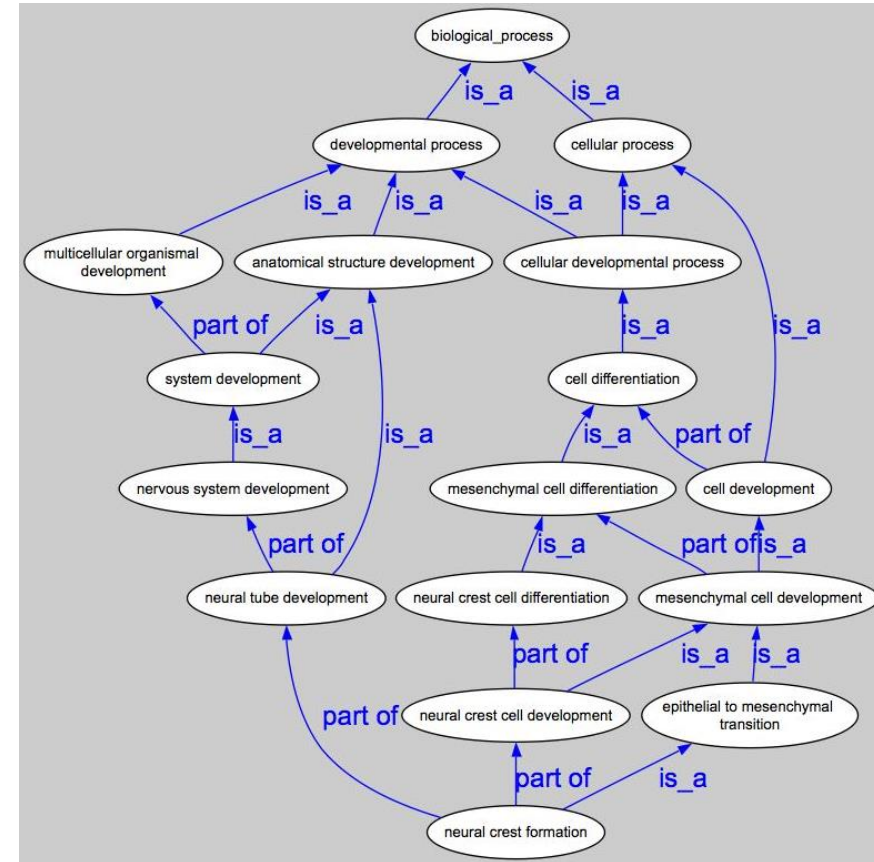 biological_process
is_a is_a
developmental process cellular process
is_a is_a is_a is_a
multicellular organismal
development
anatomical structure development cellular developmental process
part of is_a is_a is_a
system development cell differentiation
is_a is_a is_a part of
nervous system development mesenchymal cell differentiation cell development
part of is_a part of is_a
neural tube development neural crest cell differentiation mesenchymal cell development
part of is_a is_a
part of neural crest cell development
epithelial to mesenchymal
transition
part of is_a
neural crest formation